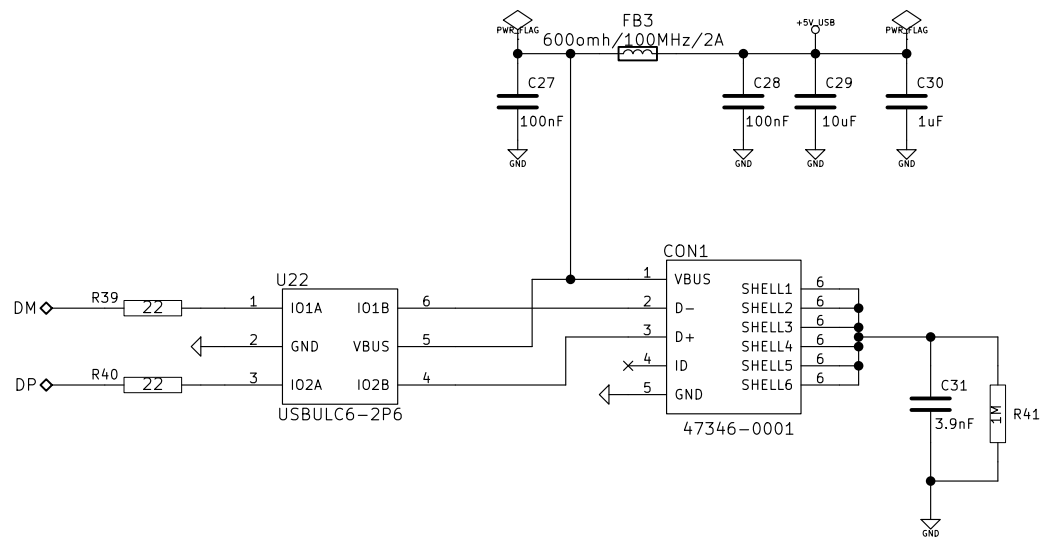 FB3
600omh/100MHz/2A
PWR_FLAG
+5V_USB
PWR_FLAG
C27
100nF
C28
100nF
C29
10uF
C30
1uF
GND
GND
GND
GND
CON1
U22
1
VBUS
SHELL1
6
DM
R39
22
1
IO1A
IO1B
6
2
D-
SHELL2
6
3
D+
SHELL3
6
2
GND
VBUS
5
4
ID
SHELL4
6
SHELL5
6
DP
R40
22
3
IO2A
IO2B
4
5
GND
SHELL6
6
USBULC6-2P6
47346-0001
C31
3.9nF
1M
R41
GND